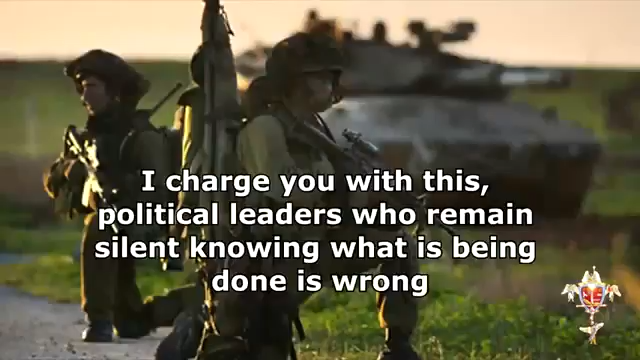 I charge you with this,
political leaders who remain
silent knowing what is being
done is wrong